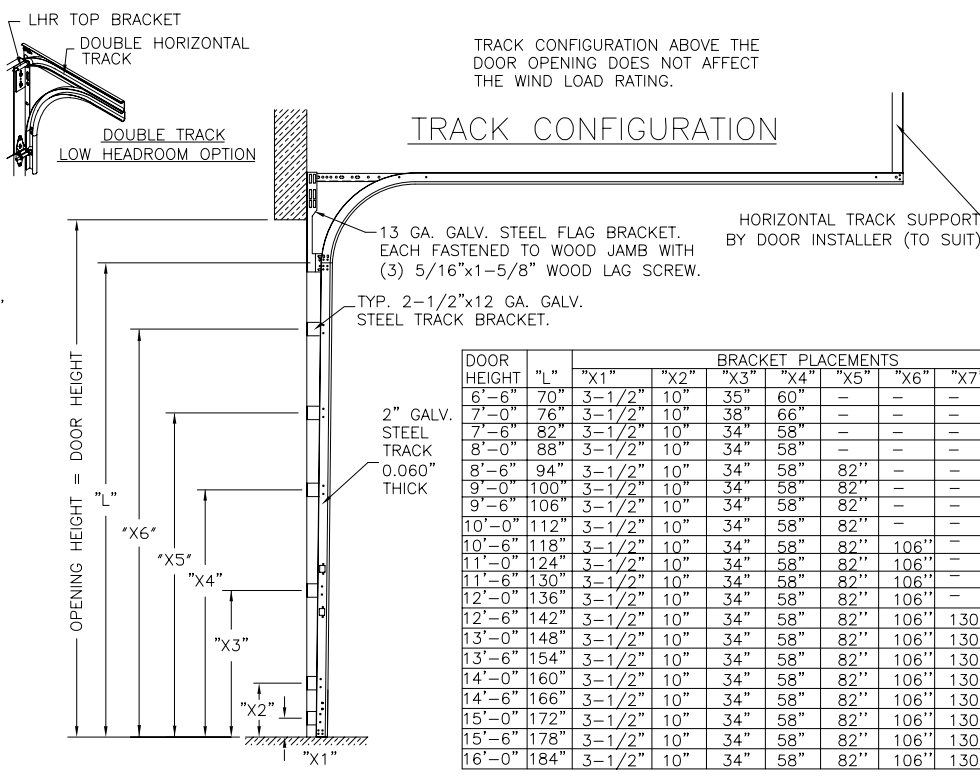 LHR TOP BRACKET
DOUBLE HORIZONTAL
TRACK
DOUBLE TRACK
LOW HEADROOM OPTION
TRACK CONFIGURATION ABOVE THE
DOOR OPENING DOES NOT AFFECT
THE WIND LOAD RATING.
TRACK CONFIGURATION
HORIZONTAL TRACK SUPPORT
BY DOOR INSTALLER (TO SUIT)
13 GA. GALV. STEEL FLAG BRACKET.
EACH FASTENED TO WOOD JAMB WITH
(3) 5/16"x1-5/8" WOOD LAG SCREW.
TYP. 2-1/2"x12 GA. GALV.
STEEL TRACK BRACKET.
2" GALV.
STEEL
TRACK
0.060"
THICK
OPENING HEIGHT = DOOR HEIGHT
"L"
"X6"
"X5"
"X4"
"X3"
"X2"
"X1"
DOOR HEIGHT "L" BRACKET PLACEMENTS
"X1" "X2" "X3" "X4" "X5" "X6" "X7
6'-6" 70" 3-1/2" 10" 35" 60" - - -
7'-0" 76" 3-1/2" 10" 38" 66" - - -
7'-6" 82" 3-1/2" 10" 34" 58" - - -
8'-0" 88" 3-1/2" 10" 34" 58" - - -
8'-6" 94" 3-1/2" 10" 34" 58" 82'' - -
9'-0" 100" 3-1/2" 10" 34" 58" 82'' - -
9'-6" 106" 3-1/2" 10" 34" 58" 82'' - -
10'-0" 112" 3-1/2" 10" 34" 58" 82'' - -
10'-6" 118" 3-1/2" 10" 34" 58" 82'' 106'' -
11'-0" 124" 3-1/2" 10" 34" 58" 82'' 106'' -
11'-6" 130" 3-1/2" 10" 34" 58" 82'' 106'' -
12'-0" 136" 3-1/2" 10" 34" 58" 82'' 106'' -
12'-6" 142" 3-1/2" 10" 34" 58" 82'' 106'' 130
13'-0" 148" 3-1/2" 10" 34" 58" 82'' 106'' 130
13'-6" 154" 3-1/2" 10" 34" 58" 82'' 106'' 130
14'-0" 160" 3-1/2" 10" 34" 58" 82'' 106'' 130
14'-6" 166" 3-1/2" 10" 34" 58" 82'' 106'' 130
15'-0" 172" 3-1/2" 10" 34" 58" 82'' 106'' 130
15'-6" 178" 3-1/2" 10" 34" 58" 82'' 106'' 130
16'-0" 184" 3-1/2" 10" 34" 58" 82'' 106'' 130